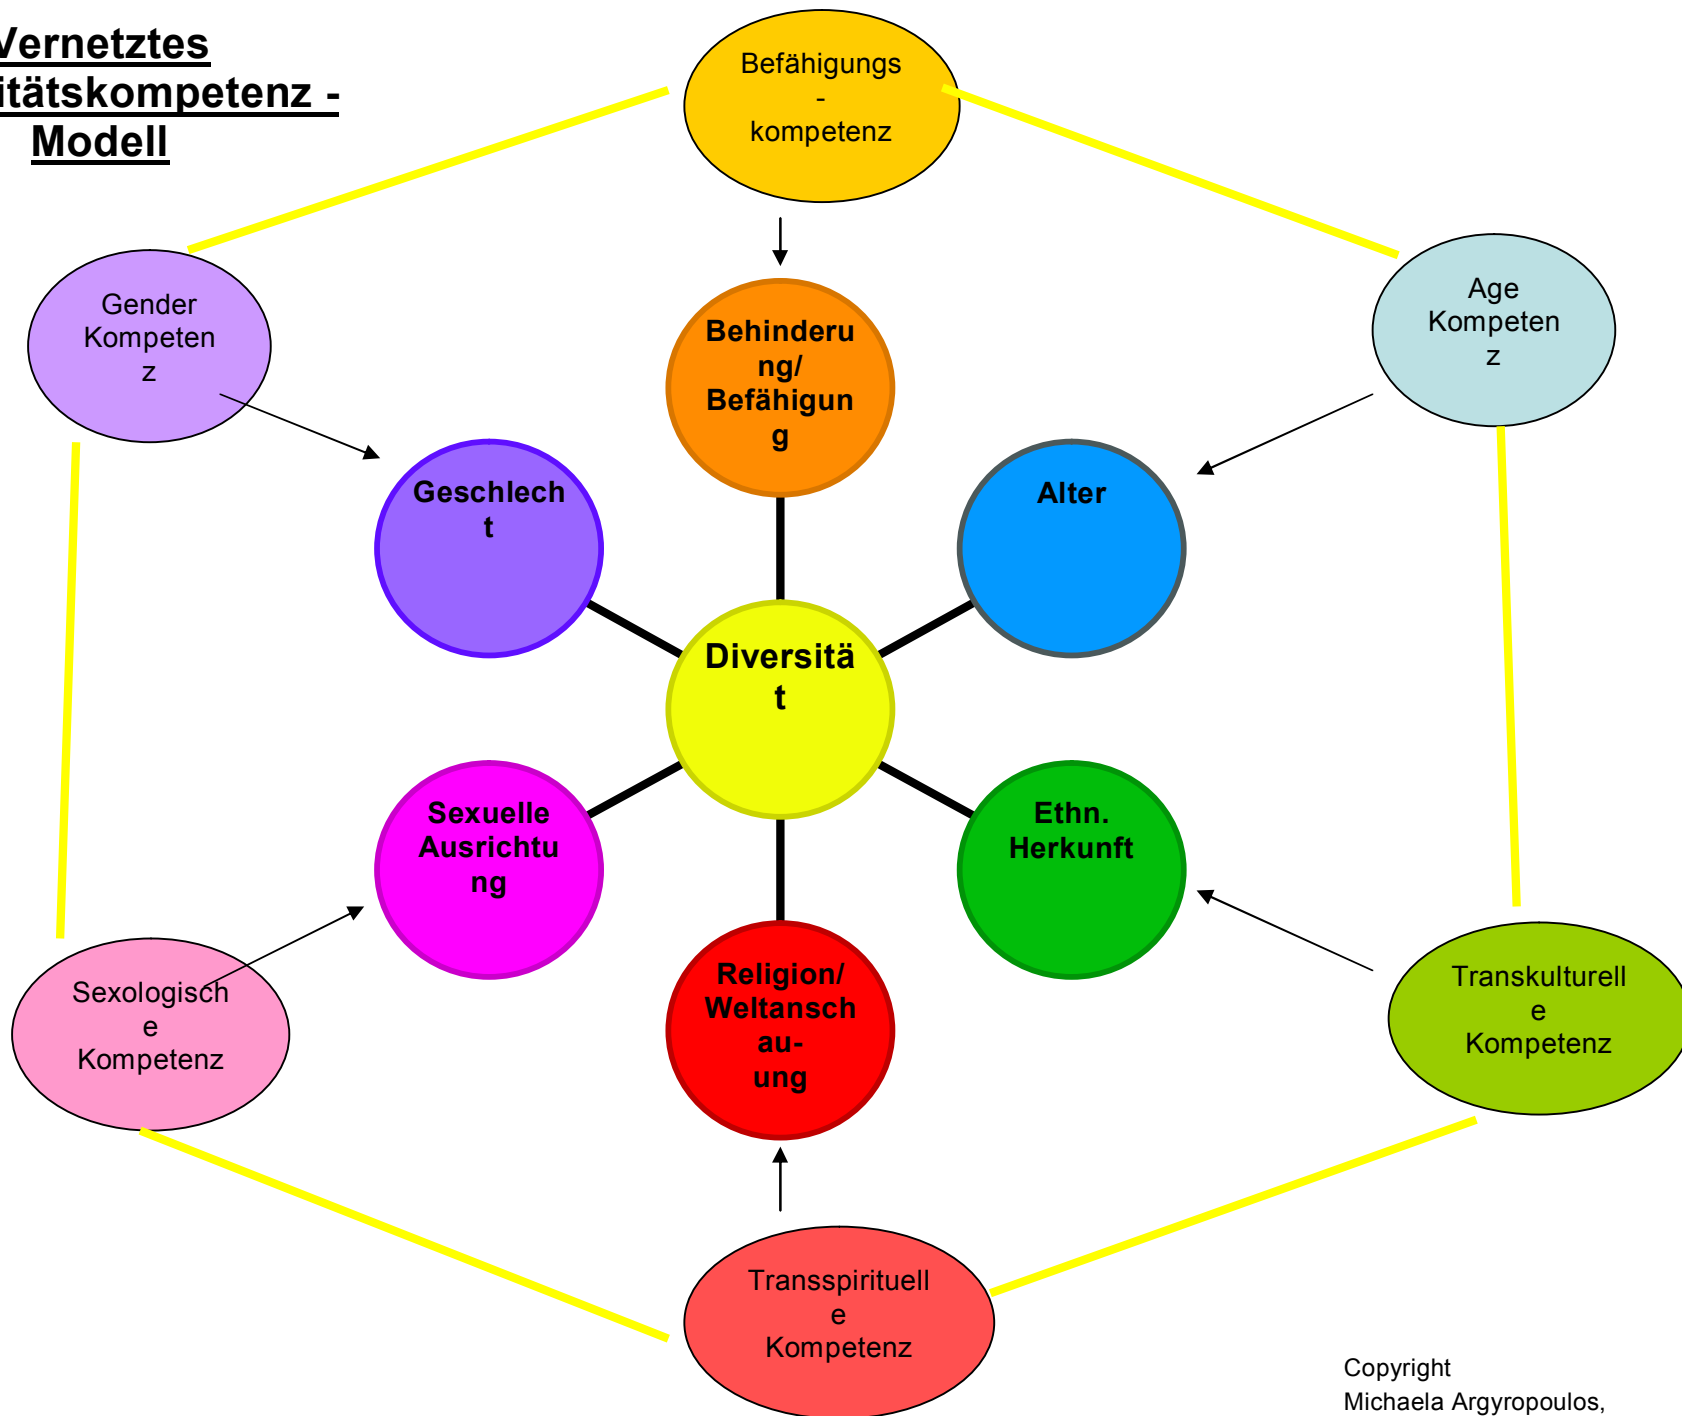 Vernetztes
itätskompetenz -
Modell
Befähigungs
-
kompetenz
Gender
Kompeten
z
Age
Kompeten
z
Behinderu
ng/
Befähigun
g
Geschlech
t
Alter
Diversitä
t
Sexuelle
Ausrichtu
ng
Ethn.
Herkunft
Religion/
Weltansch
au-
ung
Sexologisch
e
Kompetenz
Transkulturell
e
Kompetenz
Transspirituell
e
Kompetenz
Copyright
Michaela Argyropoulos,